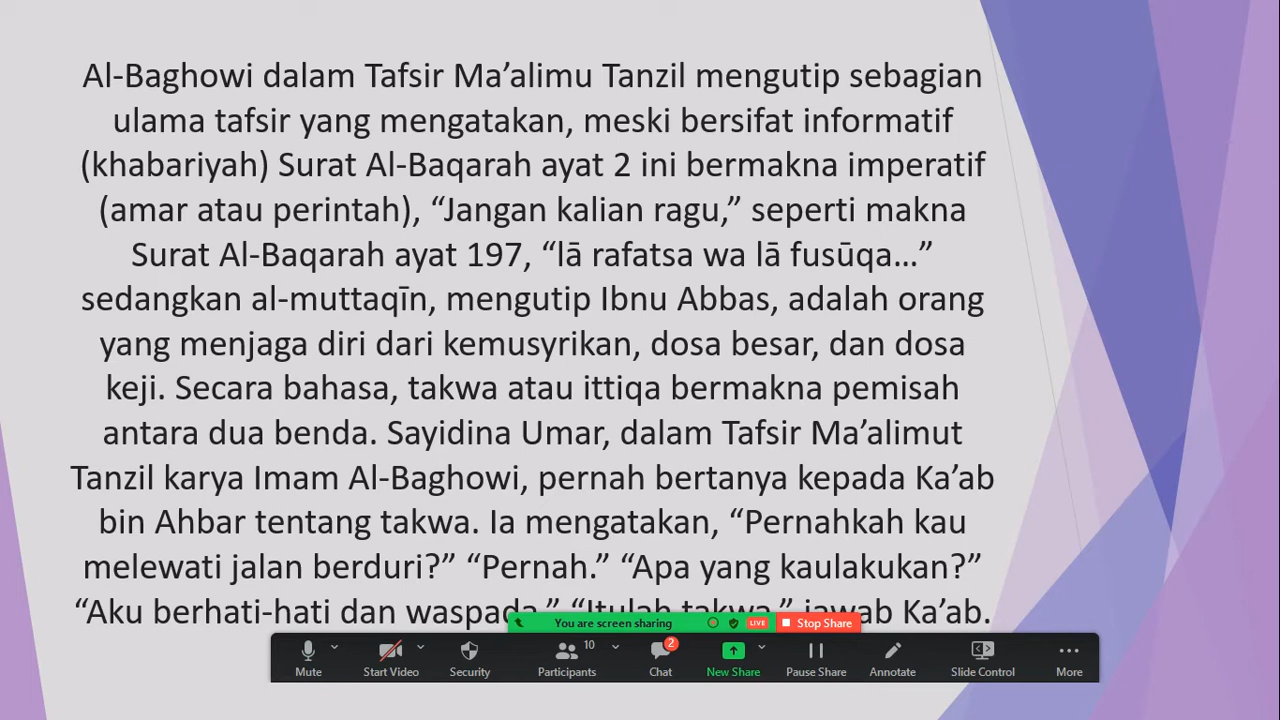 Al-Baghowi dalam Tafsir Ma’alimu Tanzil mengutip sebagian
ulama tafsir yang mengatakan, meski bersifat informatif
(khabariyah) Surat Al-Baqarah ayat 2 ini bermakna imperatif
(amar atau perintah), “Jangan kalian ragu,” seperti makna
Surat Al-Baqarah ayat 197, “lā rafatsa wa lā fusūqa…”
sedangkan al-muttaqīn, mengutip Ibnu Abbas, adalah orang
yang menjaga diri dari kemusyrikan, dosa besar, dan dosa
keji. Secara bahasa, takwa atau ittiqa bermakna pemisah
antara dua benda. Sayidina Umar, dalam Tafsir Ma’alimut
Tanzil karya Imam Al-Baghowi, pernah bertanya kepada Ka’ab
bin Ahbar tentang takwa. Ia mengatakan, “Pernahkah kau
melewati jalan berduri?” “Pernah.” “Apa yang kaulakukan?”
“Aku berhati-hati dan waspada.” “Itulah takwa,” jawab Ka’ab.
You are screen sharing LIVE Stop Share
10 2
Mute Start Video Security Participants Chat New Share Pause Share Annotate Slide Control More